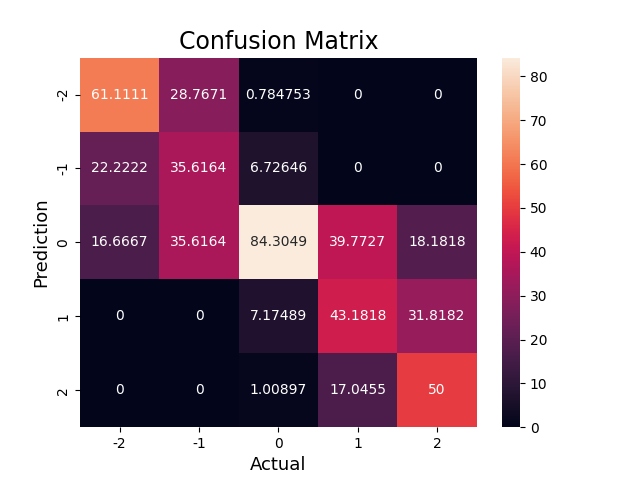 Confusion Matrix
-2 61.1111 28.7671 0.784753 0 0
-1 22.2222 35.6164 6.72646 0 0
0 16.6667 35.6164 84.3049 39.7727 18.1818
1 0 0 7.17489 43.1818 31.8182
2 0 0 1.00897 17.0455 50
-2 -1 0 1 2
Prediction
Actual
80
70
60
50
40
30
20
10
0